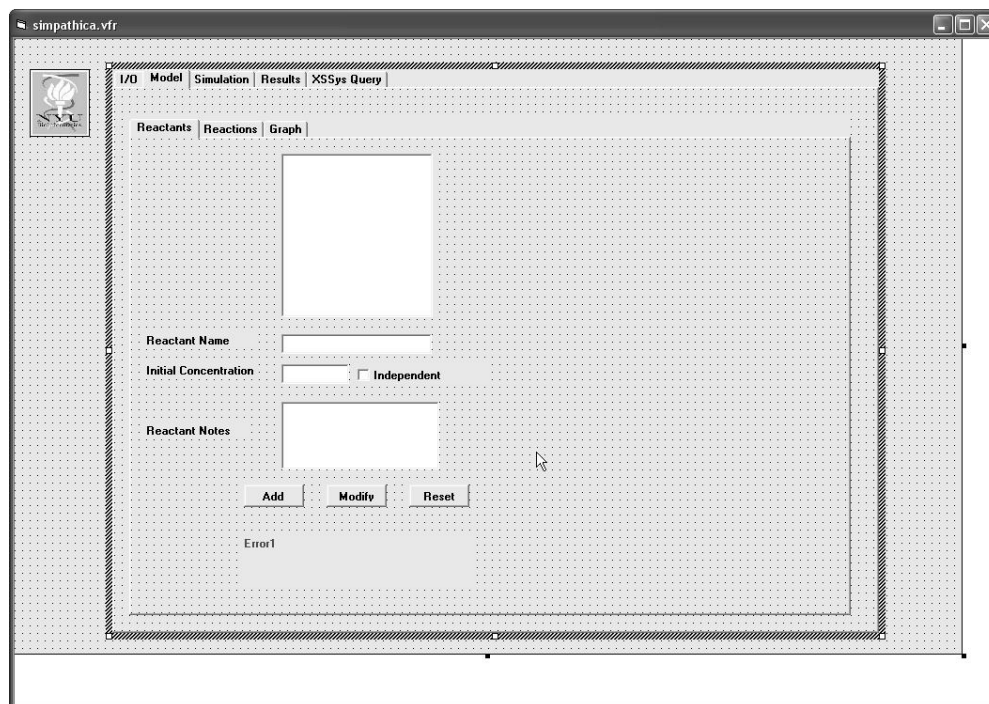 simpathica.vfr
I/O Model Simulation Results XSSys Query
NYU
Reactants Reactions Graph
Reactant Name
Initial Concentration Independent
Reactant Notes
Add Modify Reset
Error1